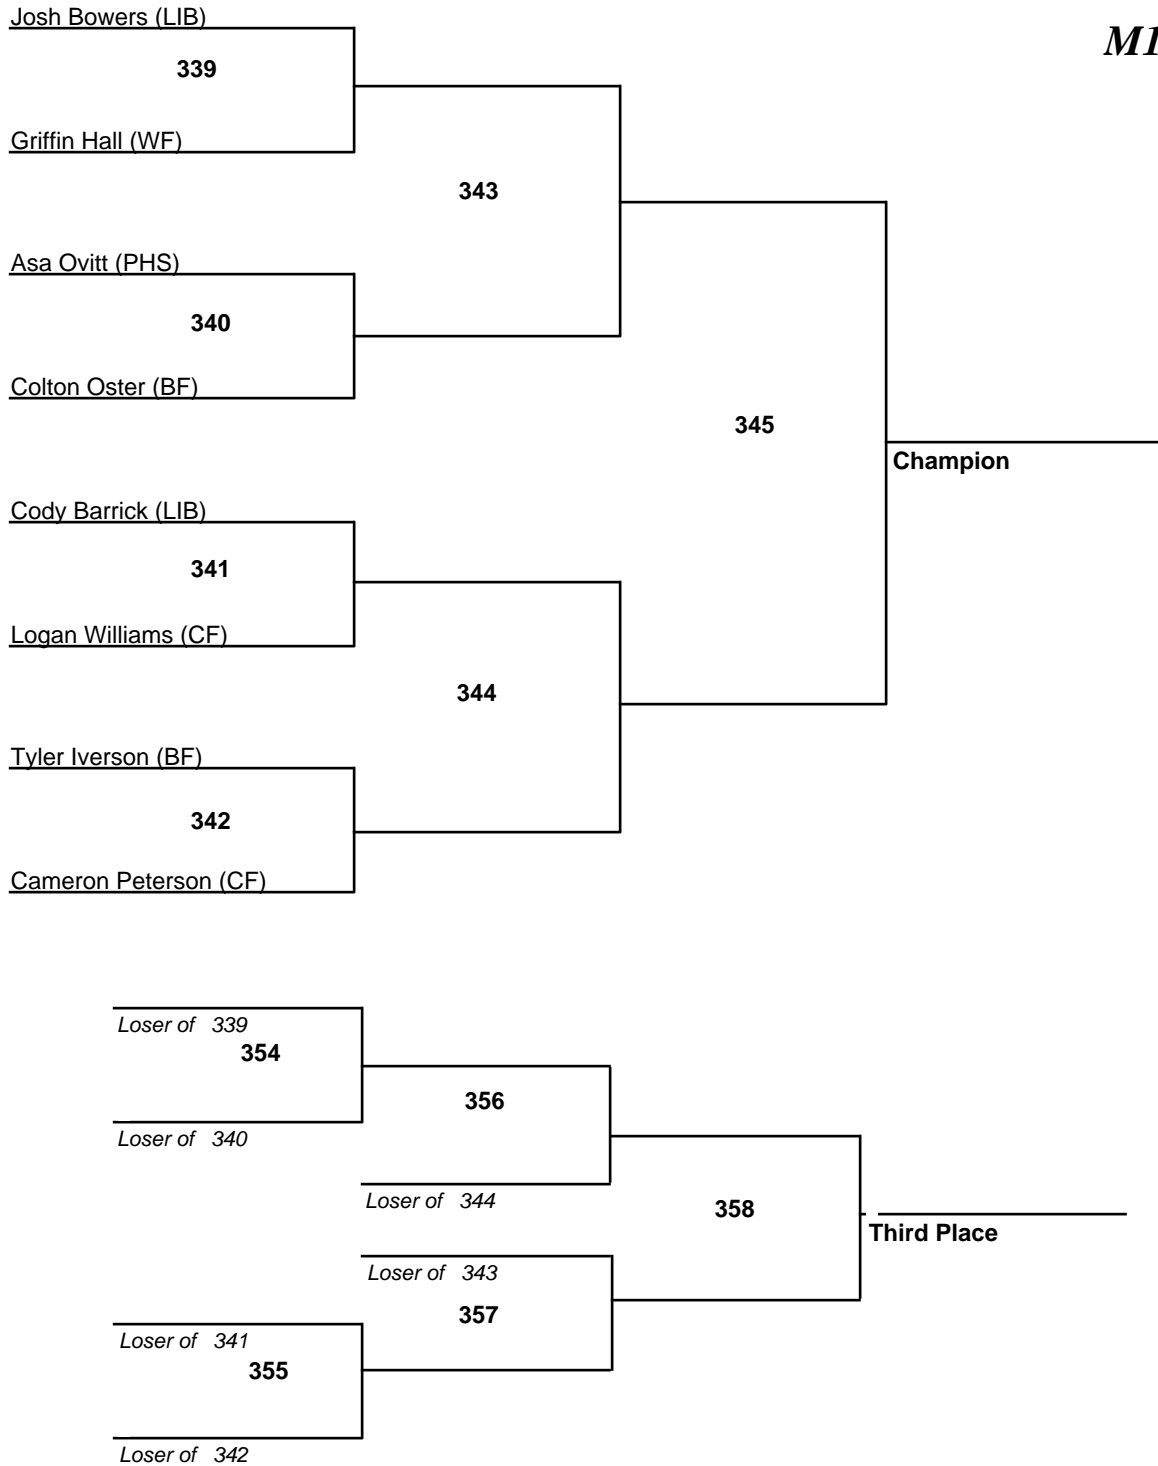 Josh Bowers (LIB)
M1
339
Griffin Hall (WF)
343
Asa Ovitt (PHS)
340
Colton Oster (BF)
345
Champion
Cody Barrick (LIB)
341
Logan Williams (CF)
344
Tyler Iverson (BF)
342
Cameron Peterson (CF)
Loser of 339
354
356
Loser of 340
Loser of 344
358
Third Place
Loser of 343
357
Loser of 341
355
Loser of 342